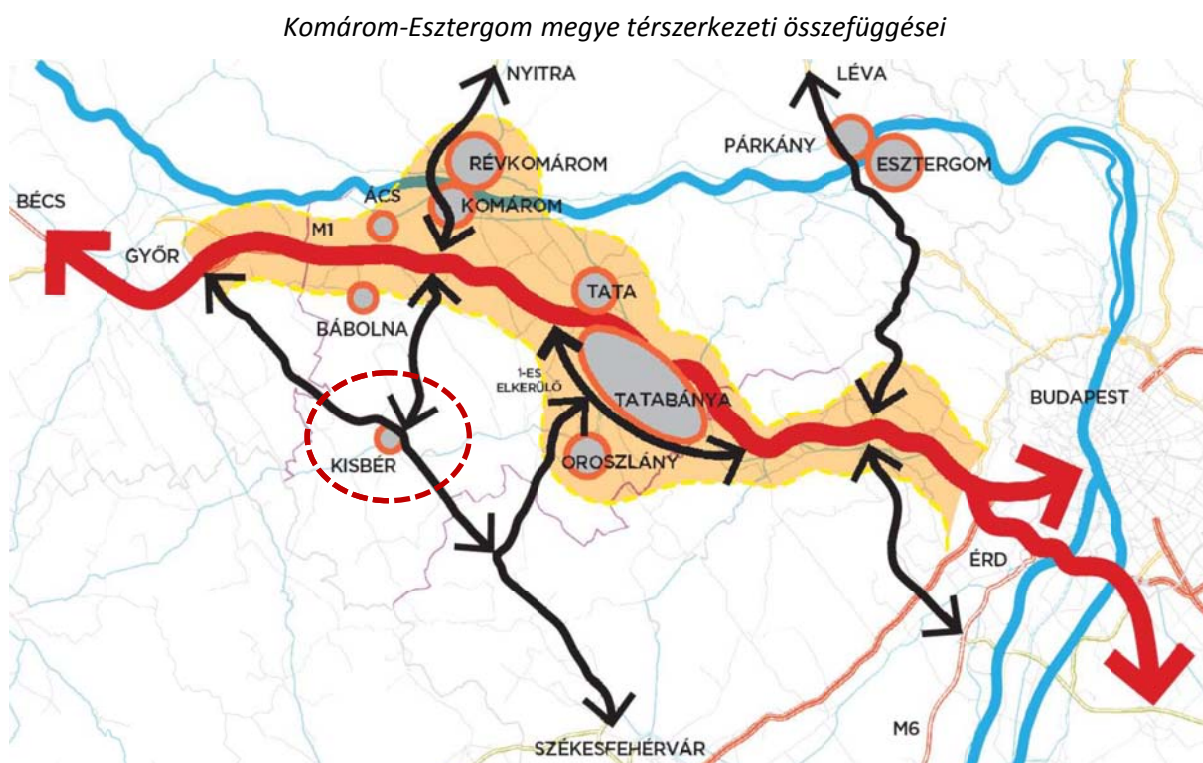 Komárom-Esztergom megye térszerkezeti összefüggései
NYITRA
LÉVA
PÁRKÁNY
ESZTERGOM
RÉVKOMÁROM
ÁCS
KOMÁROM
BÉCS
M1
GYŐR
TATA
BÁBOLNA
1-ES
ELKERÜLŐ
TATABÁNYA
BUDAPEST
KISBÉR
OROSZLÁNY
ÉRD
M6
SZÉKESFEHÉRVÁR